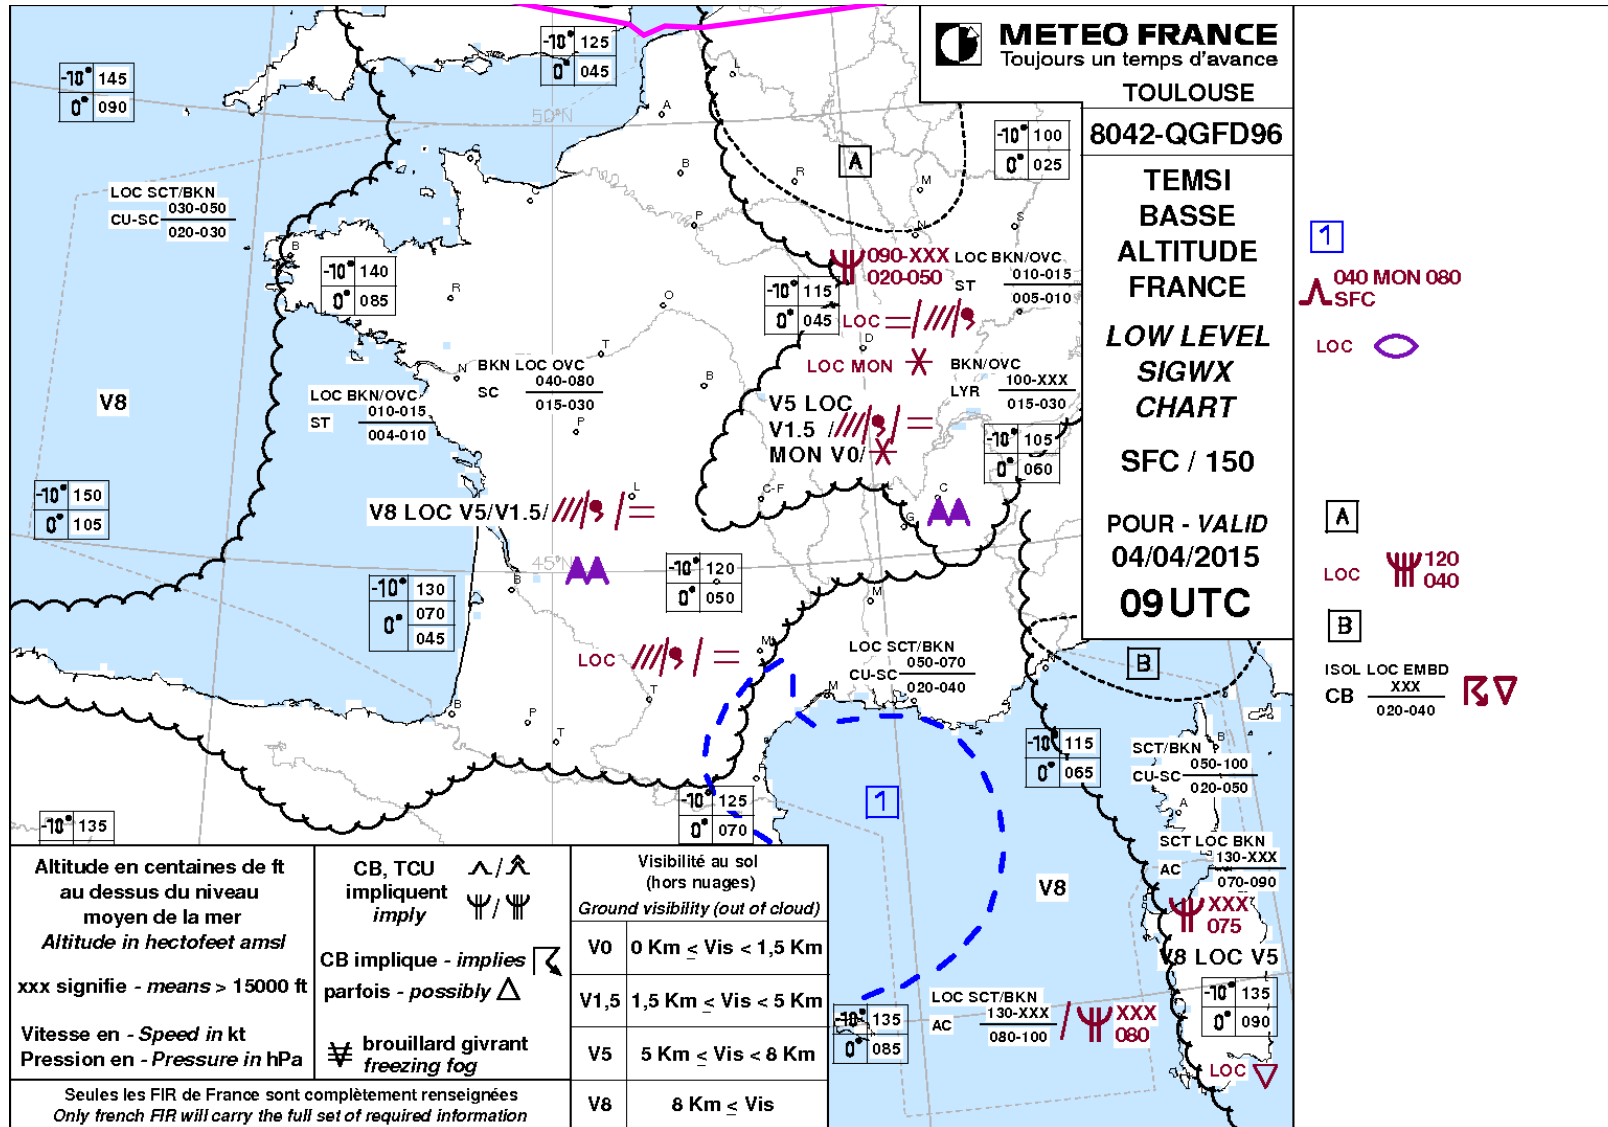 METEO FRANCE
Toujours un temps d'avance
TOULOUSE
8042-QGFD96
TEMSI
BASSE
ALTITUDE
FRANCE
LOW LEVEL
SIGWX
CHART
SFC / 150
POUR - VALID
04/04/2015
09 UTC
1
040 MON 080
SFC
LOC
A
LOC
120
040
B
ISOL LOC EMBD
CB
XXX
020-040
-10° 145
0° 090
-10° 125
0° 045
50°N
-10° 100
0° 025
A
LOC SCT/BKN
030-050
CU-SC
020-030
-10° 140
0° 085
-10° 115
0° 045
090-XXX
020-050
LOC BKN/OVC
010-015
ST
005-010
LOC
LOC MON
BKN/OVC
100-XXX
LYR
015-030
V8
LOC BKN/OVC
010-015
ST
004-010
BKN LOC OVC
040-080
SC
015-030
V5 LOC
V1.5 /
MON V0/
-10° 105
0° 060
-10° 150
0° 105
V8 LOC V5/V1.5/
45°N
-10° 130
0° 070
045
-10° 120
0° 050
LOC
LOC SCT/BKN
050-070
CU-SC
020-040
B
-10° 115
0° 065
SCT/BKN
050-100
CU-SC
020-050
1
-10° 125
0° 070
-10° 135
SCT LOC BKN
130-XXX
AC
070-090
V8
XXX
075
V8 LOC V5
-10° 135
0° 090
LOC SCT/BKN
130-XXX
AC
080-100
XXX
080
-10° 135
0° 085
LOC
Altitude en centaines de ft
au dessus du niveau
moyen de la mer
Altitude in hectofeet amsl
xxx signifie - means > 15000 ft
Vitesse en - Speed in kt
Pression en - Pressure in hPa
CB, TCU
impliquent
imply
CB implique - implies
parfois - possibly
brouillard givrant
freezing fog
Visibilité au sol
(hors nuages)
Ground visibility (out of cloud)
V0 0 Km ≤ Vis < 1,5 Km
V1,5 1,5 Km ≤ Vis < 5 Km
V5 5 Km ≤ Vis < 8 Km
V8 8 Km ≤ Vis
Seules les FIR de France sont complètement renseignées
Only french FIR will carry the full set of required information